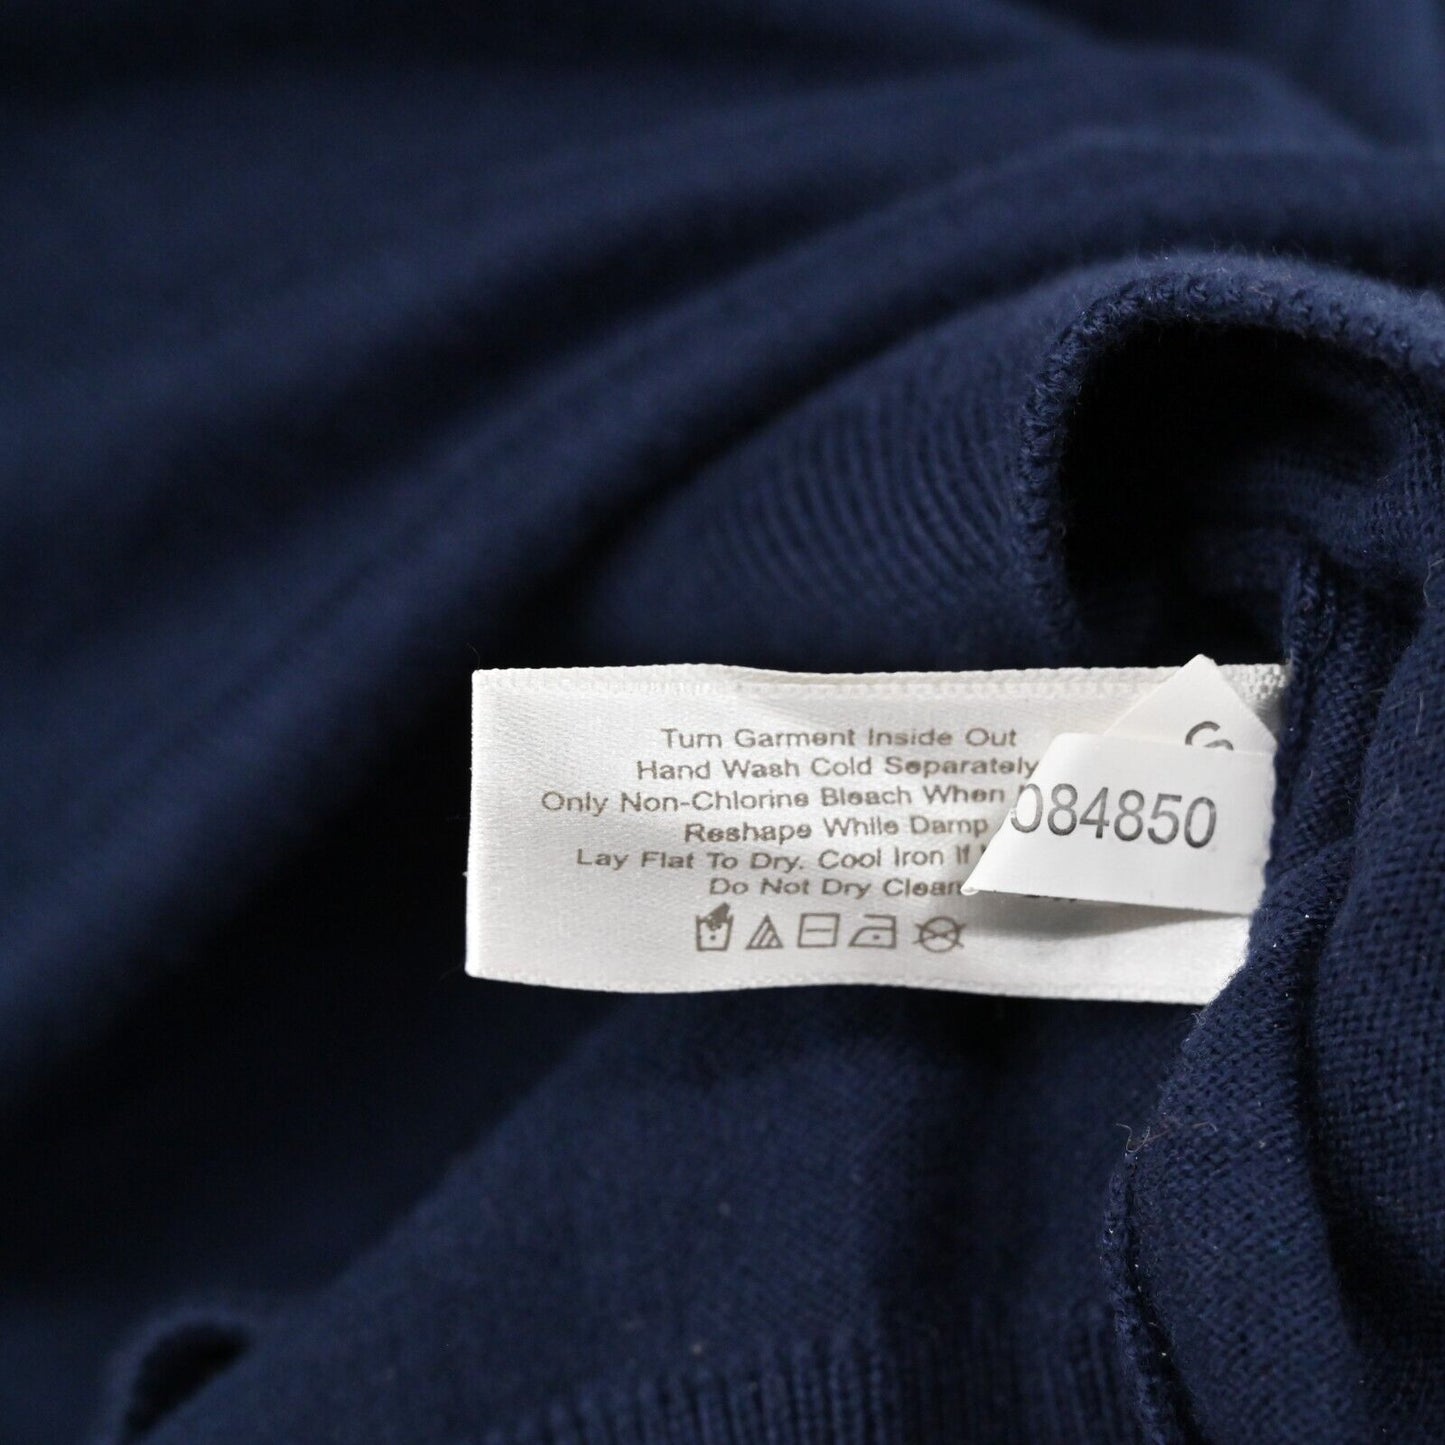 Turn Garment Inside Out
Hand Wash Cold Separately
Only Non-Chlorine Bleach When
Reshape While Damp
Lay Flat To Dry. Cool Iron If
Do Not Dry Clean
084850